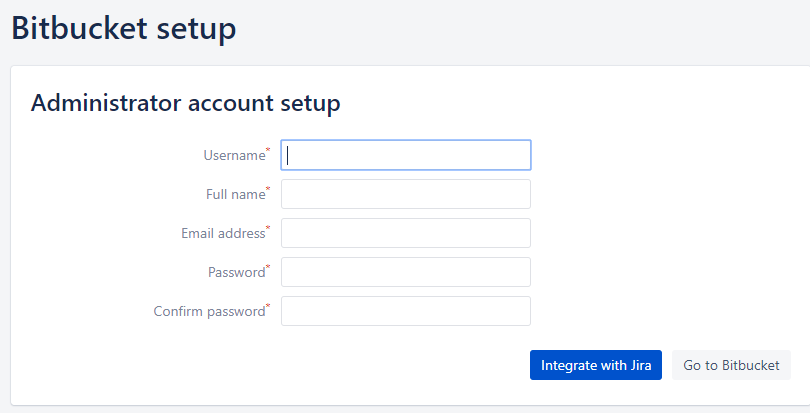 Bitbucket setup
Administrator account setup
Username*
Full name*
Email address*
Password*
Confirm password*
Integrate with Jira Go to Bitbucket